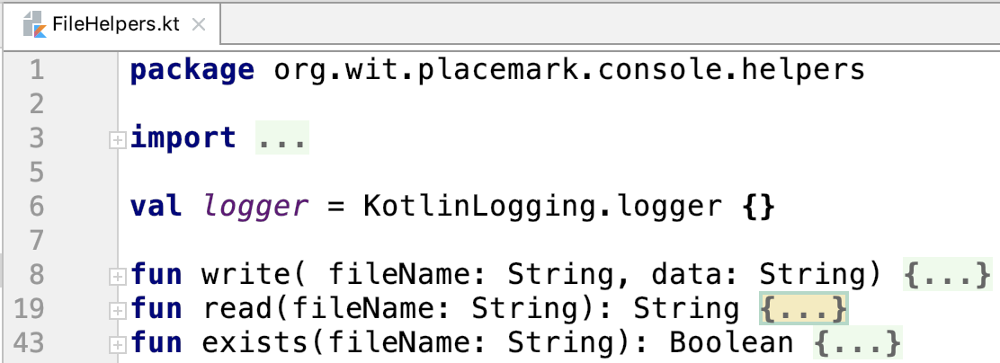 FileHelpers.kt
1 package org.wit.placemark.console.helpers
2
3 import ...
5
6 val logger = KotlinLogging.logger {}
7
8 fun write( fileName: String, data: String) {...}
19 fun read(fileName: String): String {...}
43 fun exists(fileName: String): Boolean {...}